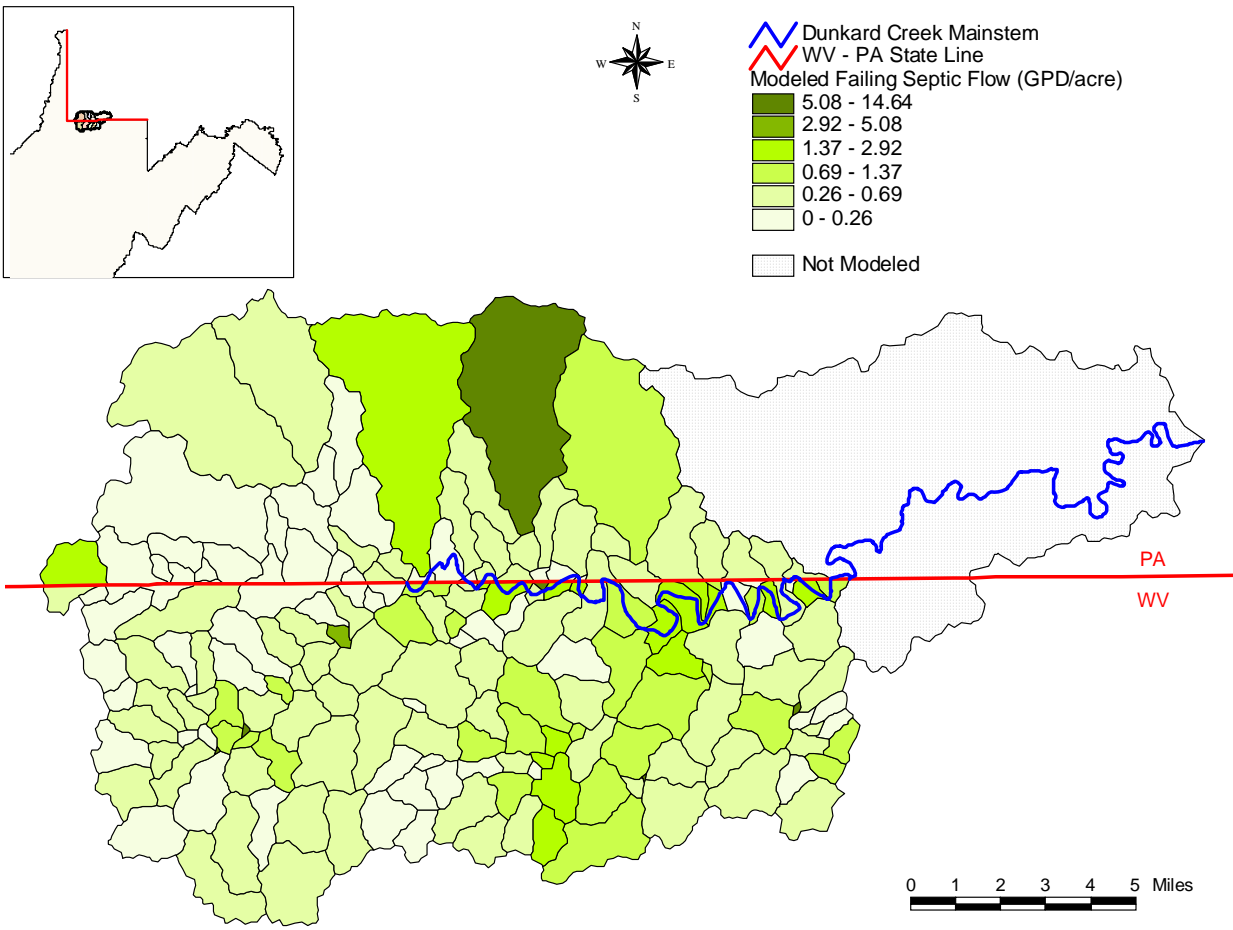 N
W
E
S
Dunkard Creek Mainstem
WV - PA State Line
Modeled Failing Septic Flow (GPD/acre)
5.08 - 14.64
2.92 - 5.08
1.37 - 2.92
0.69 - 1.37
0.26 - 0.69
0 - 0.26
Not Modeled
PA
WV
0 1 2 3 4 5 Miles